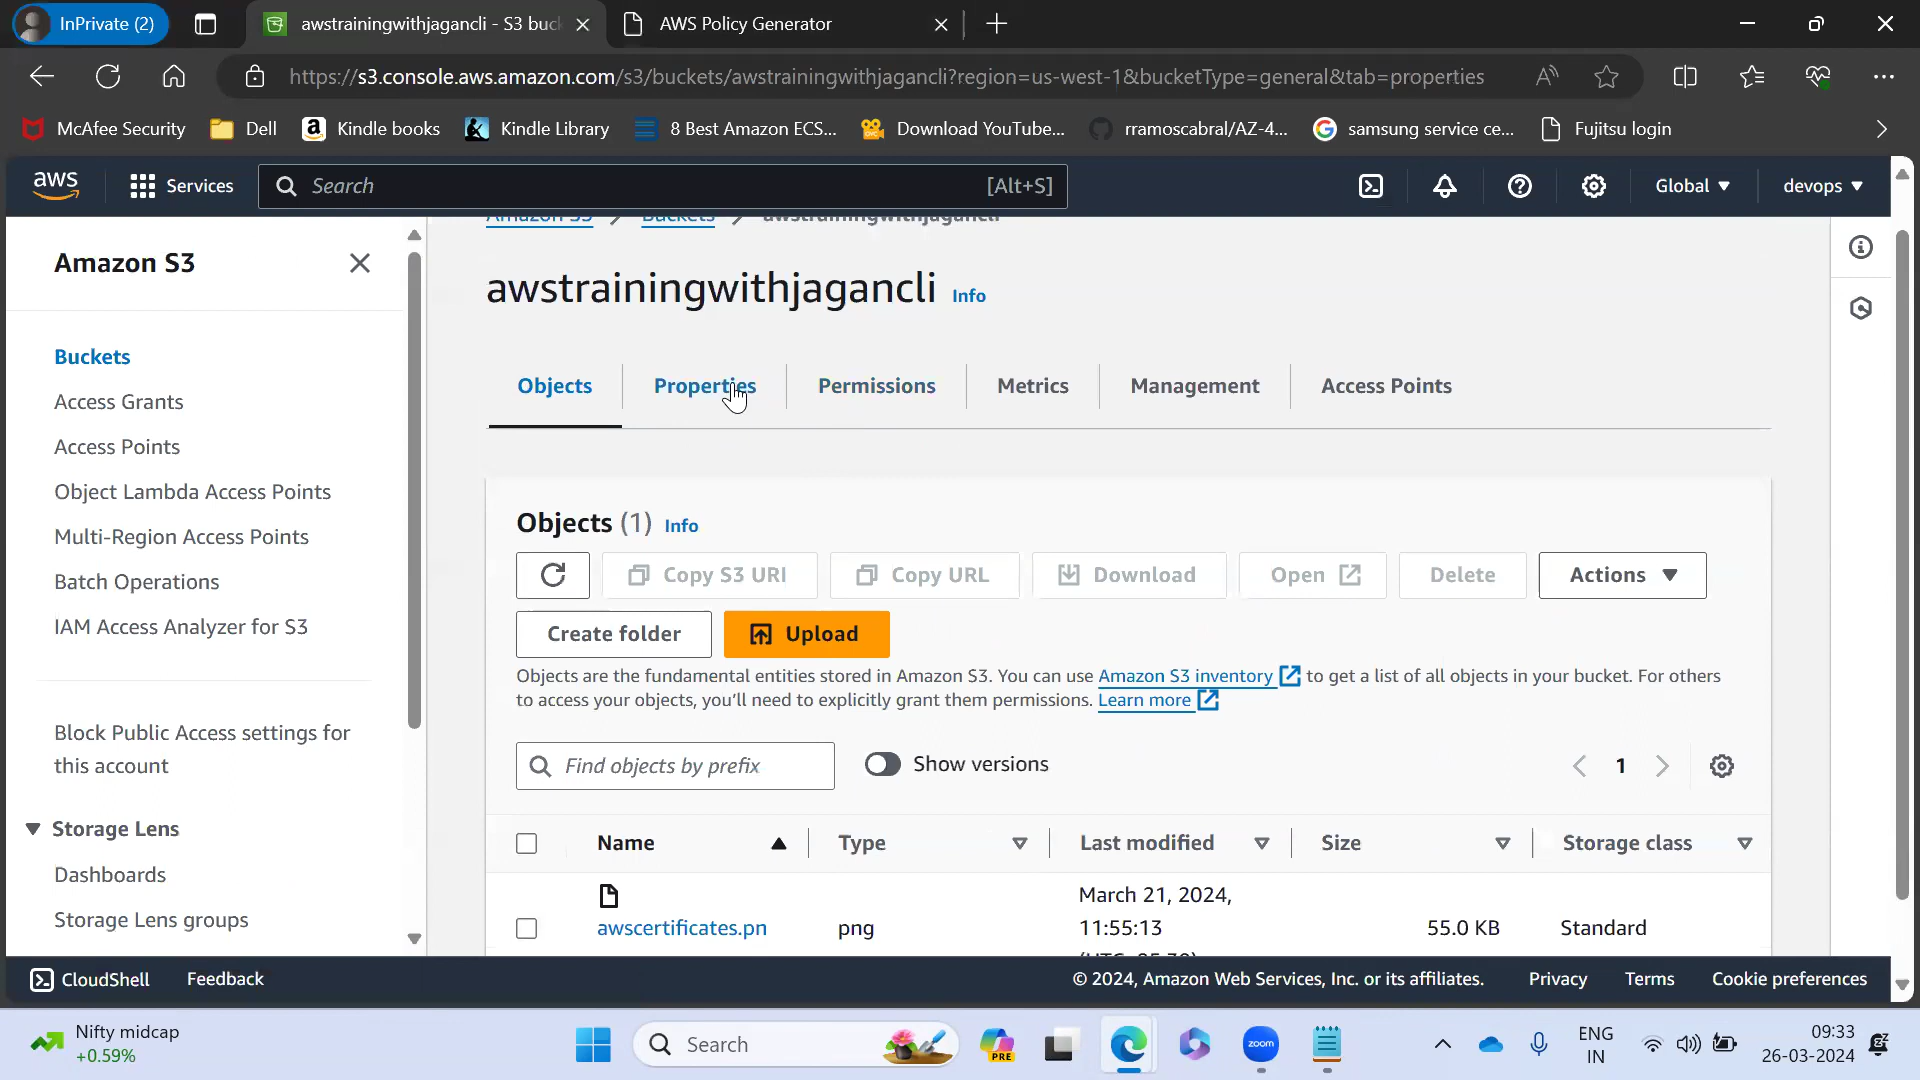 InPrivate (2)
awstrainingwithjagancli - S3 buc
AWS Policy Generator
https://s3.console.aws.amazon.com/s3/buckets/awstrainingwithjagancli?region=us-west-1&bucketType=general&tab=properties
McAfee Security
Dell
Kindle books
Kindle Library
8 Best Amazon ECS...
Download YouTube...
rramoscabral/AZ-4...
samsung service ce...
Fujitsu login
aws
Services
Search
[Alt+S]
Global
devops
Amazon S3
Buckets
awstrainingwithjagancli
Amazon S3
Buckets
Access Grants
Access Points
Object Lambda Access Points
Multi-Region Access Points
Batch Operations
IAM Access Analyzer for S3
Block Public Access settings for
this account
Storage Lens
Dashboards
Storage Lens groups
awstrainingwithjagancli Info
Objects
Properties
Permissions
Metrics
Management
Access Points
Objects (1) Info
Copy S3 URI
Copy URL
Download
Open
Delete
Actions
Create folder
Upload
Objects are the fundamental entities stored in Amazon S3. You can use Amazon S3 inventory to get a list of all objects in your bucket. For others
to access your objects, you'll need to explicitly grant them permissions. Learn more
Find objects by prefix
Show versions
1
Name
Type
Last modified
Size
Storage class
March 21, 2024,
awscertificates.pn
png
11:55:13
55.0 KB
Standard
CloudShell
Feedback
© 2024, Amazon Web Services, Inc. or its affiliates.
Privacy
Terms
Cookie preferences
Nifty midcap
+0.59%
Search
PRE
zoom
ENG
IN
09:33
26-03-2024